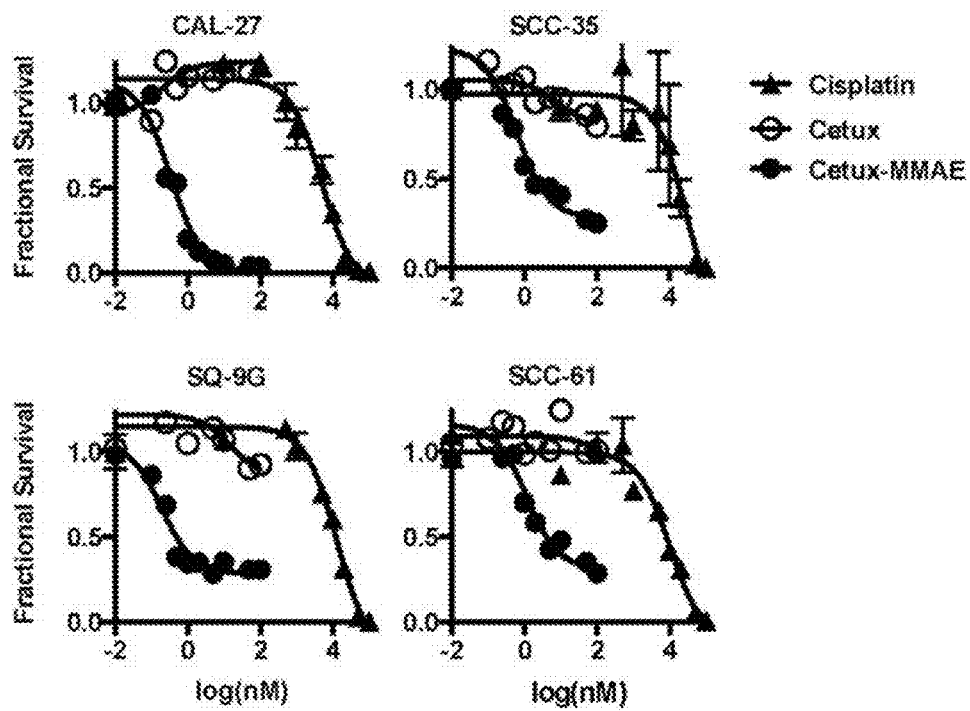 CAL-27
SCC-35
Fractional Survival
1.0
0.5
0.0
-2
0
2
4
1.0
0.5
0.0
-2
0
2
4
Cisplatin
Cetux
Cetux-MMAE
SQ-9G
SCC-61
Fractional Survival
1.0
0.5
0.0
-2
0
2
4
log(nM)
1.0
0.5
0.0
-2
0
2
4
log(nM)